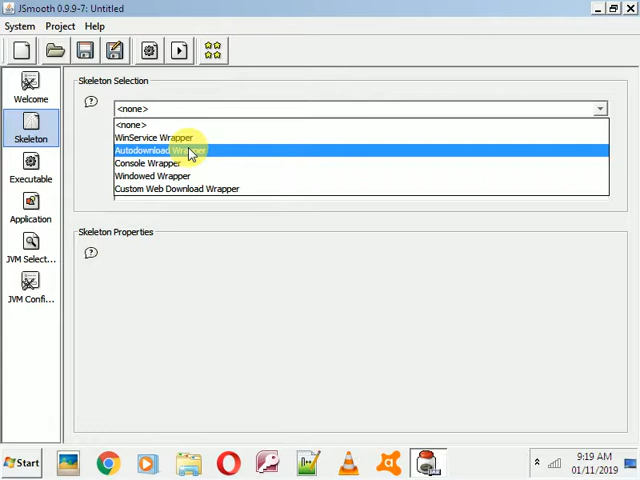 JSmooth 0.9.9-7: Untitled
System Project Help
Skeleton Selection
Welcome
<none>
<none>
WinService Wrapper
Autodownload Wrapper
Console Wrapper
Windowed Wrapper
Custom Web Download Wrapper
Skeleton
Executable
Application
JVM Select...
JVM Confi...
Skeleton Properties
Start
9:19 AM
01/11/2019